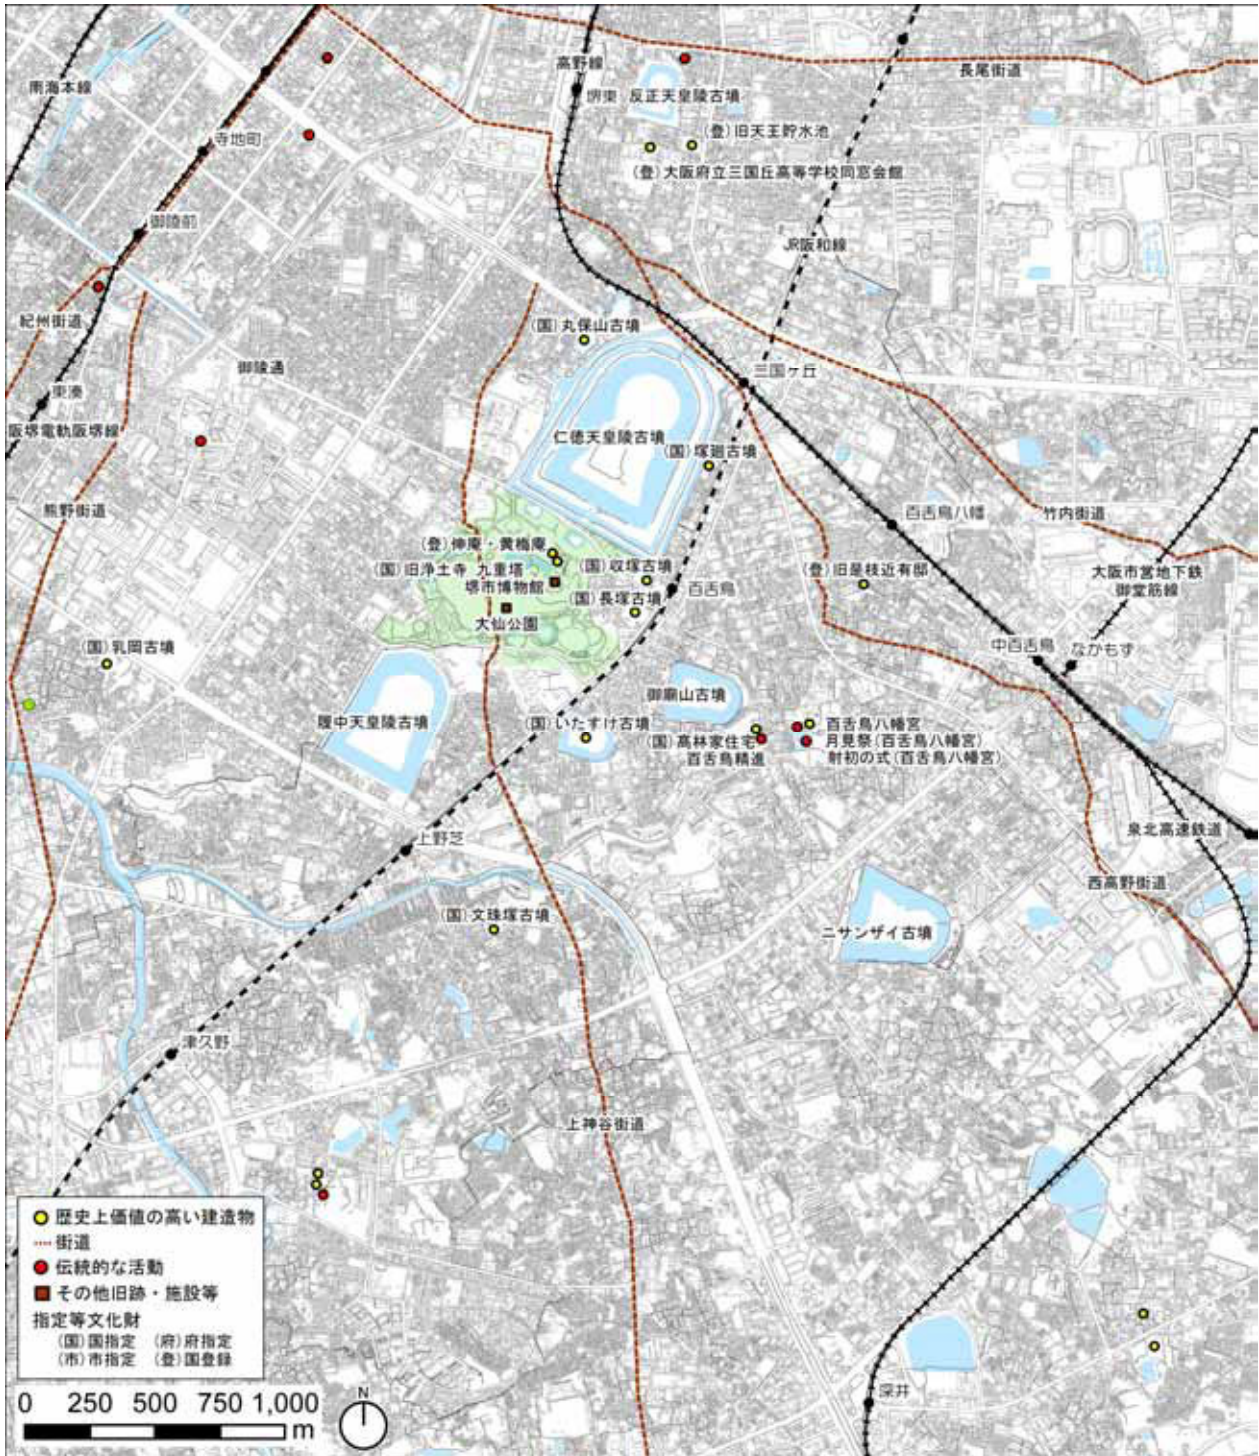 南海本線
高野線
堺東
反正天皇陵古墳
長尾街道
寺地町
(登)旧天王貯水池
(登)大阪府立三国丘高等学校同窓会館
御陵前
JR阪和線
紀州街道
(国)丸保山古墳
御陵通
三国ヶ丘
東湊
阪堺電軌阪堺線
仁徳天皇陵古墳
(国)塚廻古墳
熊野街道
百舌鳥八幡
竹内街道
(登)伸庵・黄梅庵
(国)旧浄土寺 九重塔
堺市博物館
大仙公園
(国)収塚古墳
(国)長塚古墳
百舌鳥
(登)旧是枝近有邸
大阪市営地下鉄
御堂筋線
中百舌鳥
なかもず
(国)乳岡古墳
履中天皇陵古墳
御廟山古墳
(国)いたすけ古墳
(国)高林家住宅
百舌鳥精進
百舌鳥八幡宮
月見祭(百舌鳥八幡宮)
射初の式(百舌鳥八幡宮)
上野芝
泉北高速鉄道
西高野街道
(国)文珠塚古墳
ニサンザイ古墳
津久野
上神谷街道
深井
歴史上価値の高い建造物
街道
伝統的な活動
その他旧跡・施設等
指定等文化財
(国)国指定 (府)府指定
(市)市指定 (登)国登録
0 250 500 750 1,000
m
N